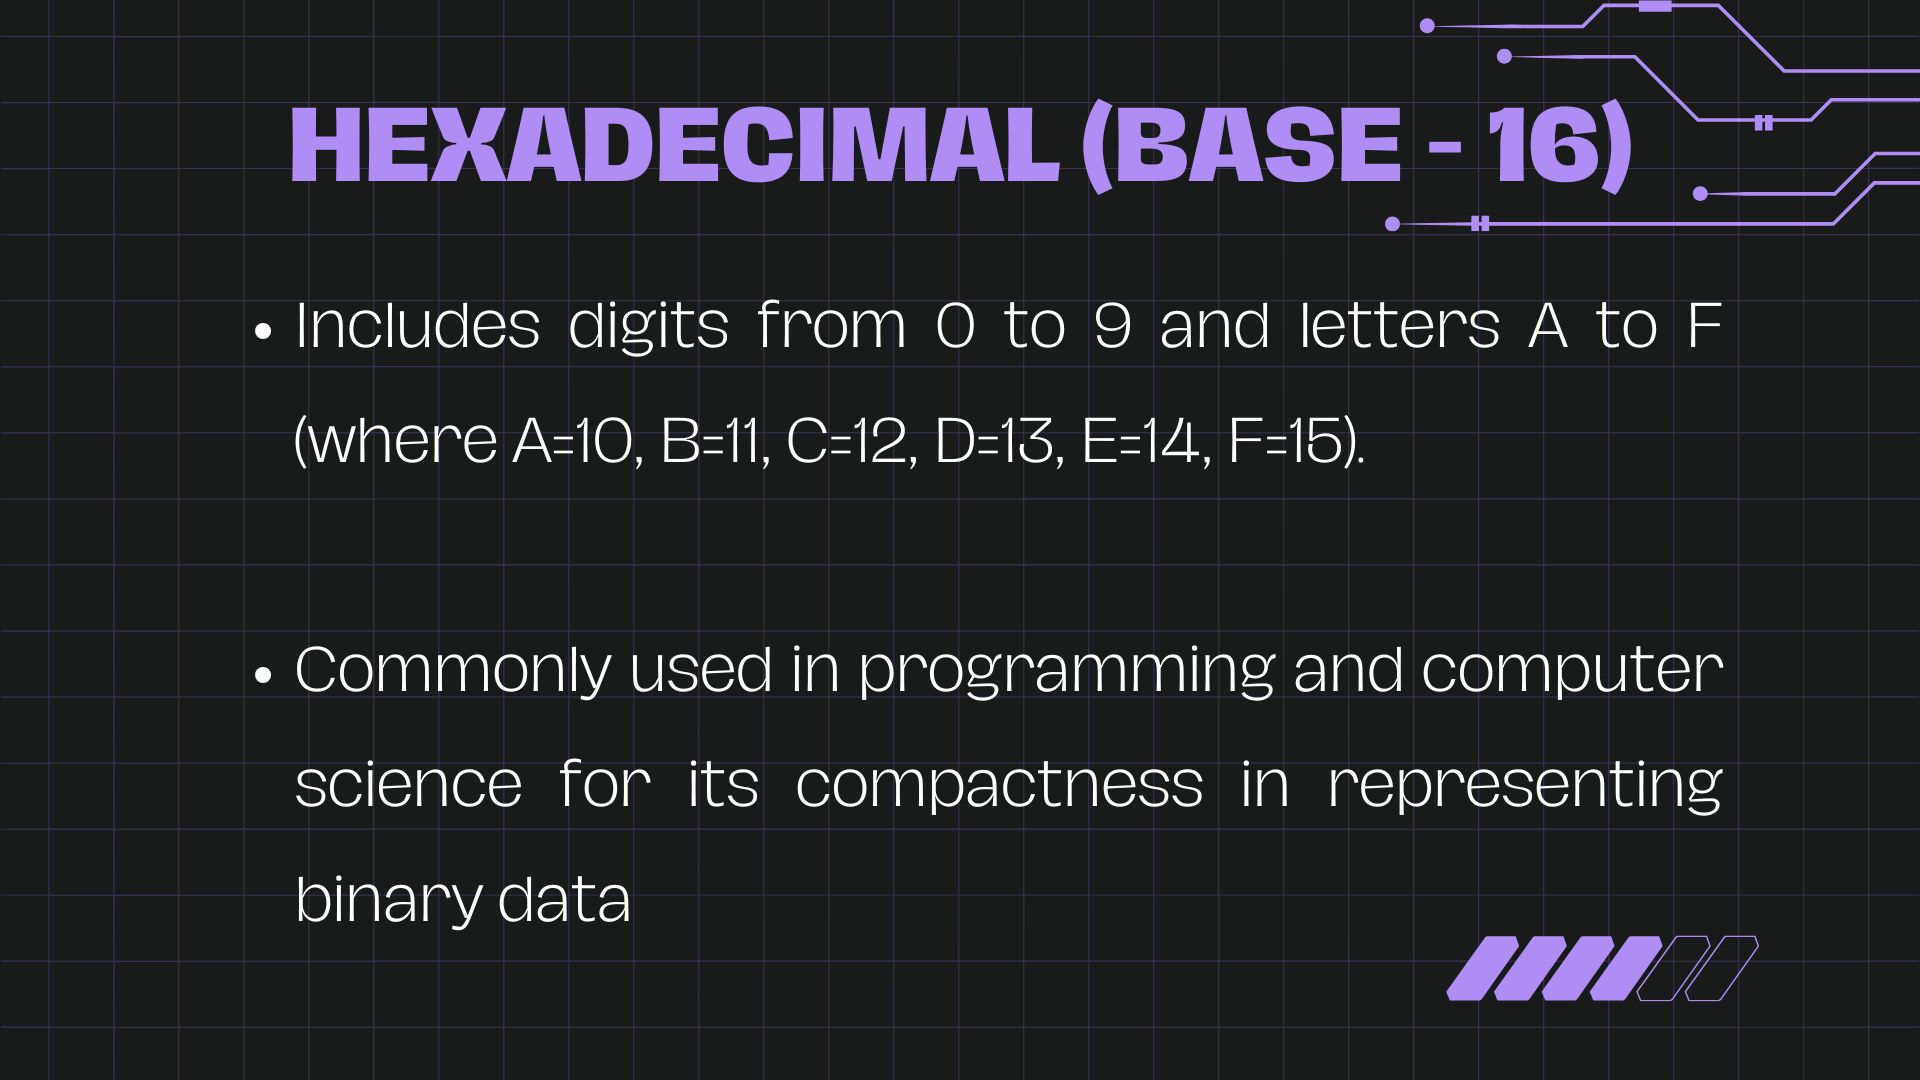 HEXADECIMAL (BASE - 16)
• Includes digits from 0 to 9 and letters A to F
(where A=10, B=11, C=12, D=13, E=14, F=15).
• Commonly used in programming and computer
science for its compactness in representing
binary data